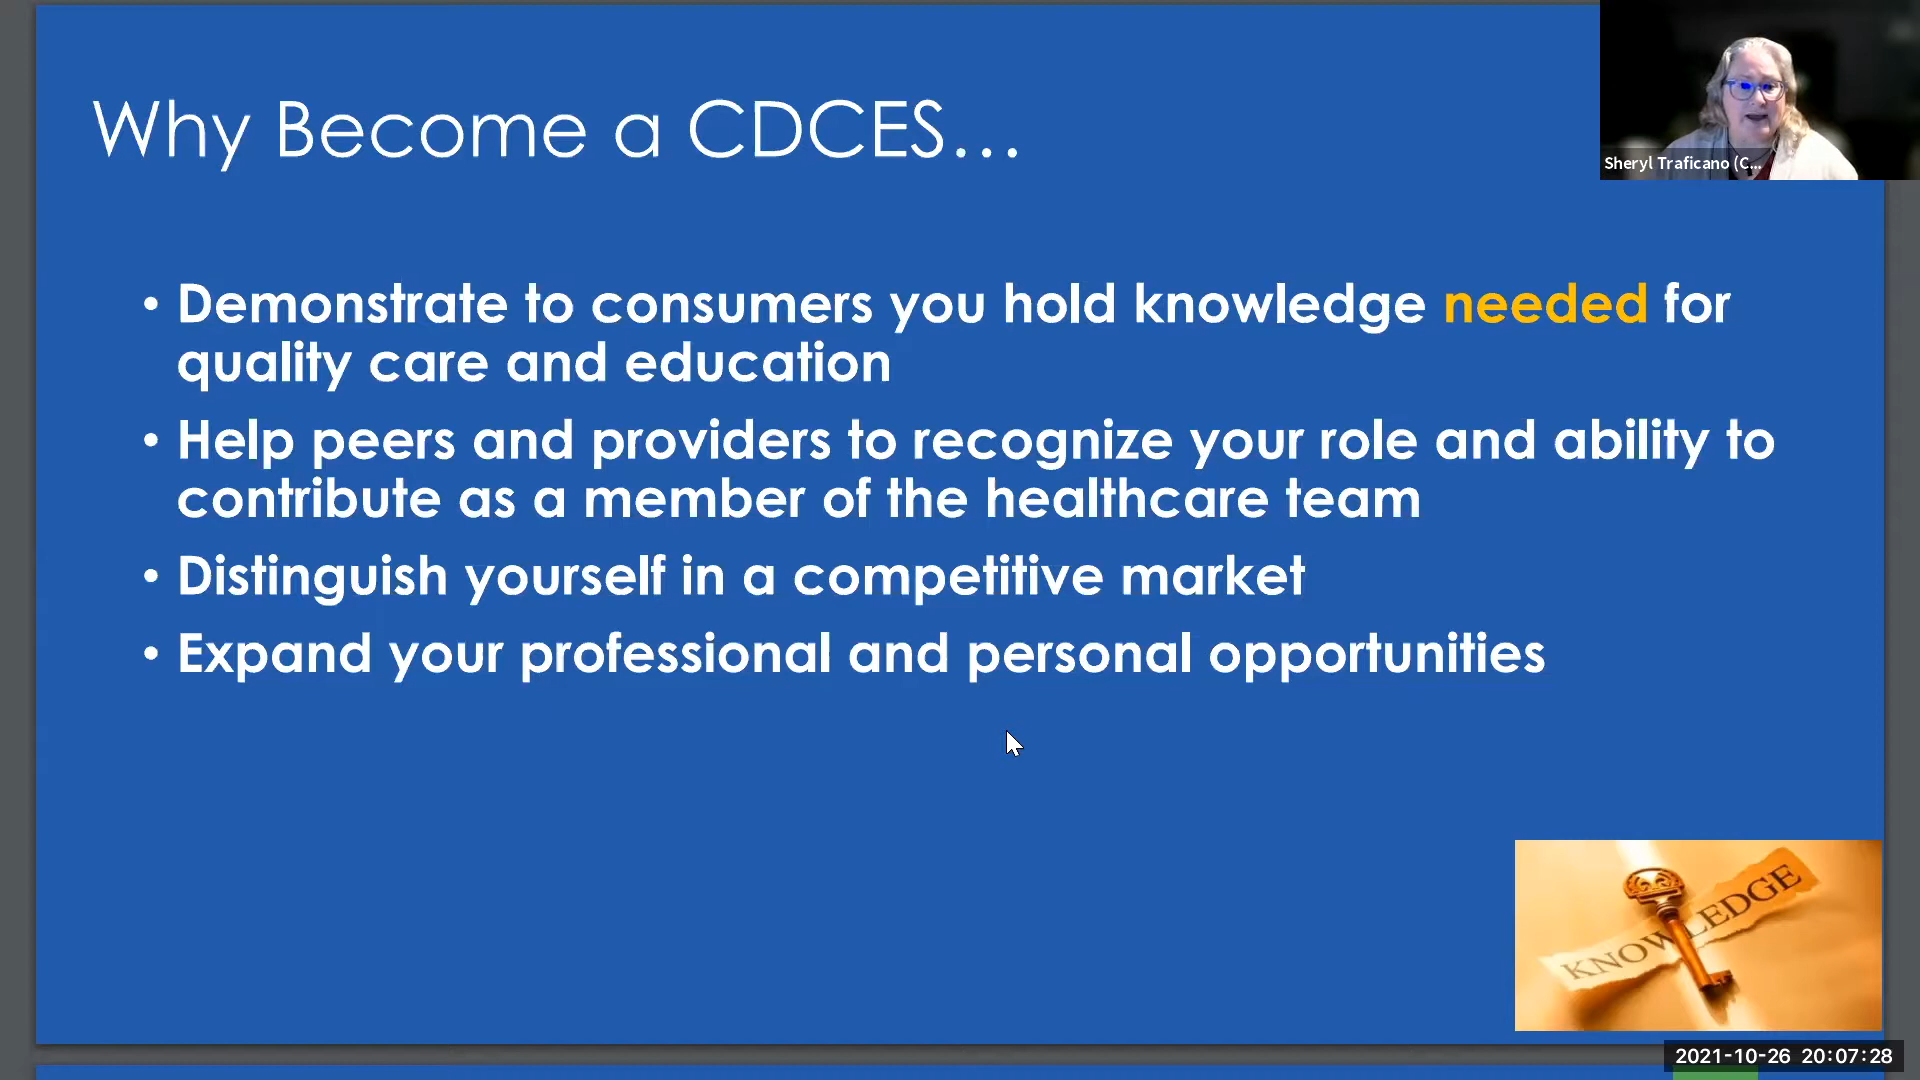 Why Become a CDCES...
Sheryl Traficano (C...
• Demonstrate to consumers you hold knowledge needed for
quality care and education
• Help peers and providers to recognize your role and ability to
contribute as a member of the healthcare team
• Distinguish yourself in a competitive market
• Expand your professional and personal opportunities
KNOWLEDGE
2021-10-26 20:07:28